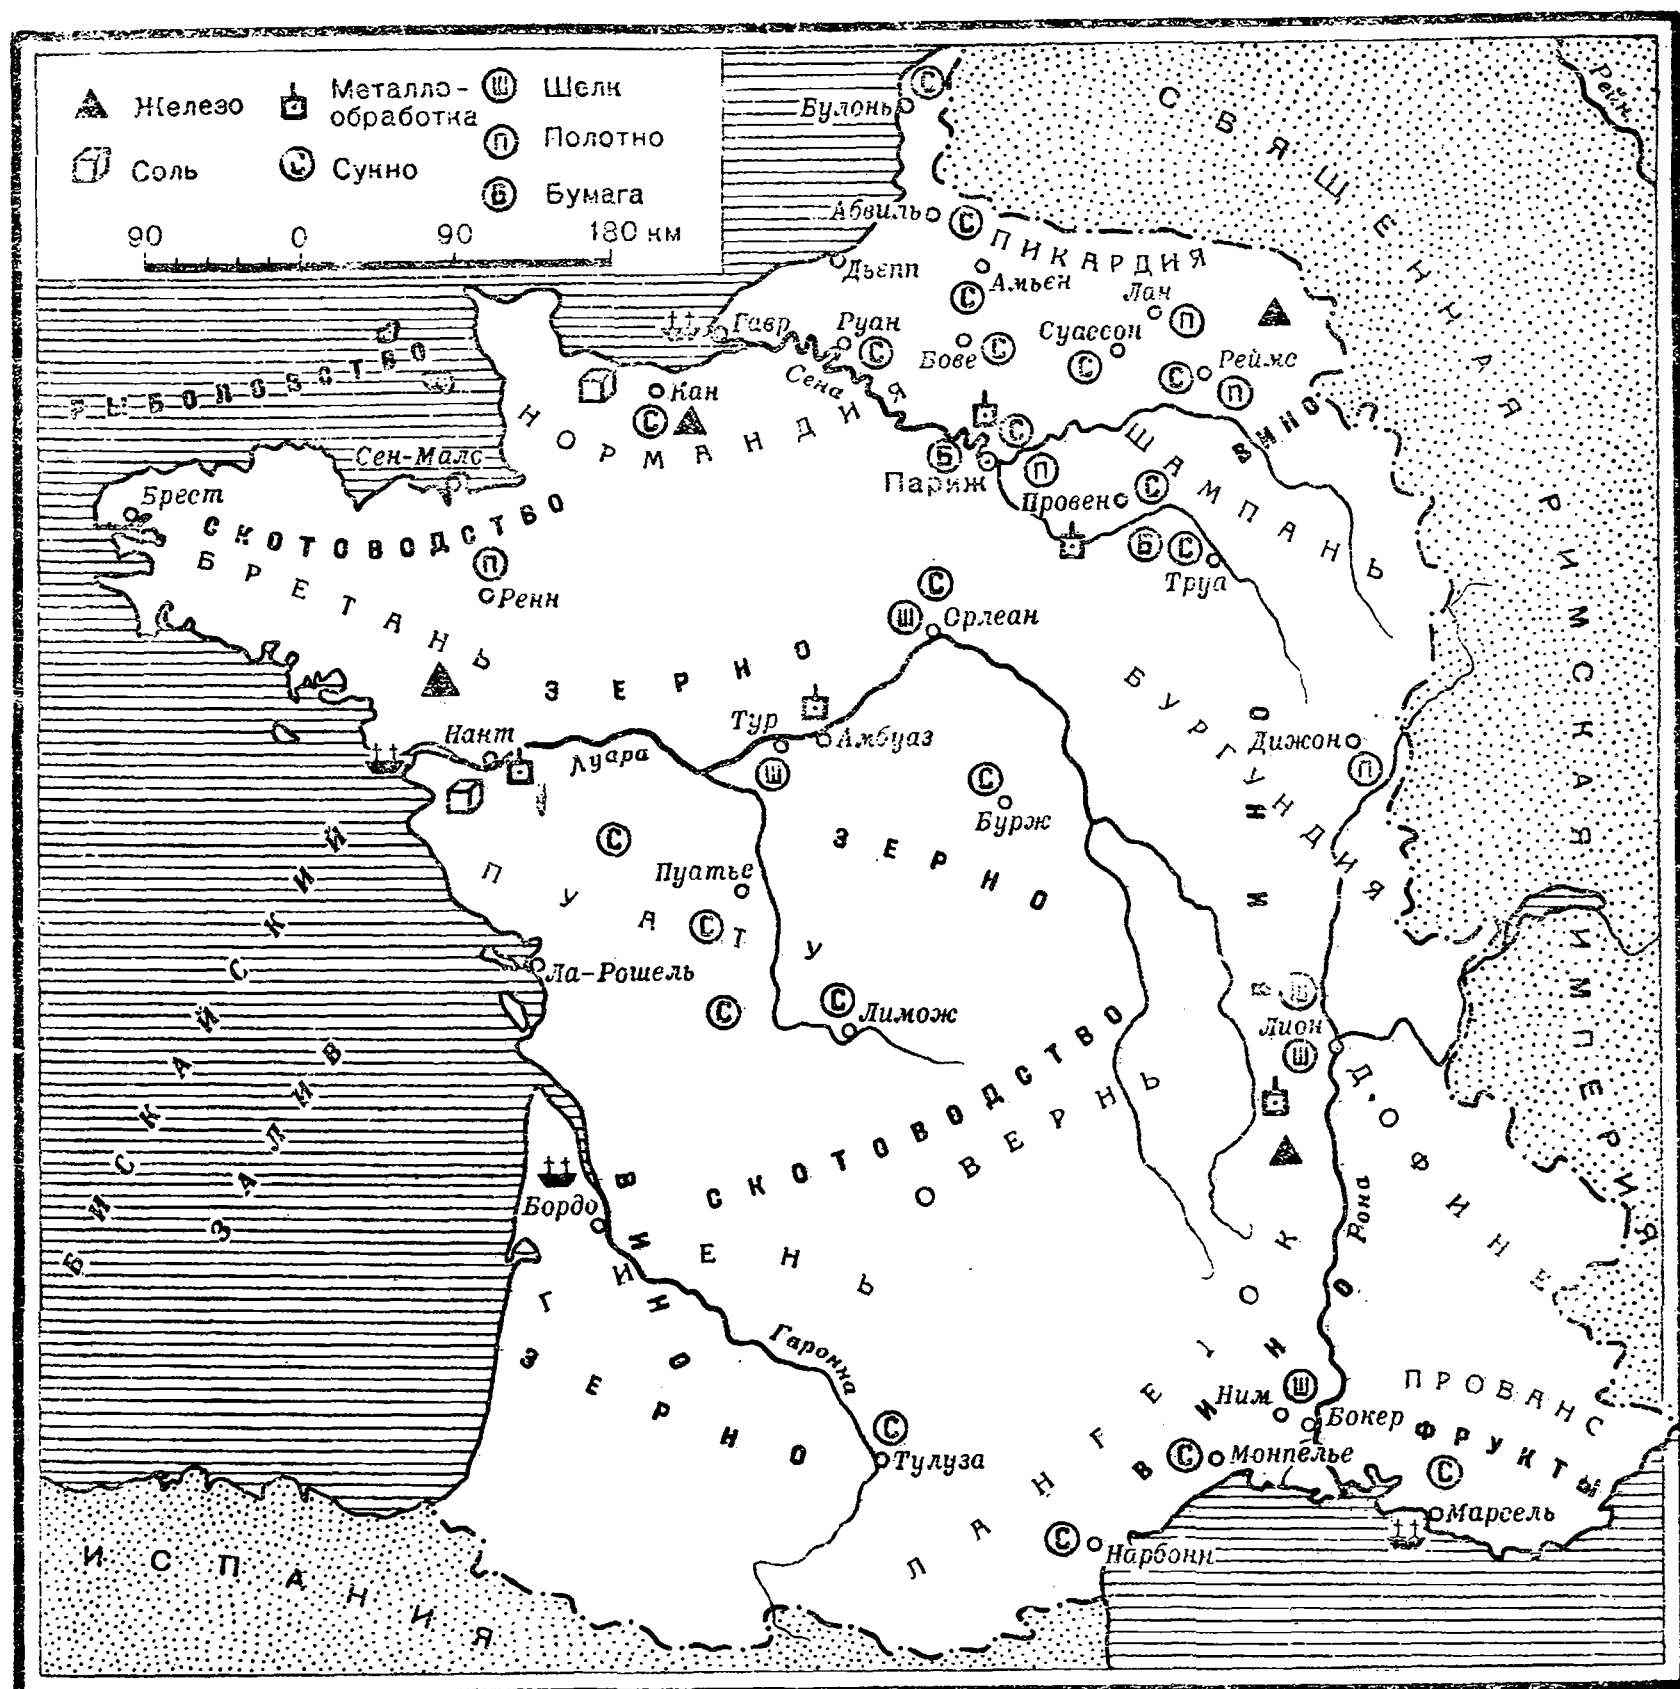 Железо
Металло-
обработка
Ш Шелк
П Полотно
Соль
С Сукно
Б Бумага
90 0 90 180 км
Рейн
СВЯЩЕННАЯ РИМСКАЯ ИМПЕРИЯ
С
Булонь
Абвиль
С
ПИКАРДИЯ
Дьепп
Амьен
С
Лан
П
Гавр
Руан
С
Бове
С
Суассон
С
Реймс
С
П
Сена
РЫБОЛОВСТВО
Кан
С
НОРМАНДИЯ
ВИНО
С
Б
Париж
П
ШАМПАНЬ
Сен-Мало
Брест
СКОТОВОДСТВО
БРЕТАНЬ
П
Ренн
Провен
С
Б
С
Труа
С
Ш
Орлеан
ЗЕРНО
БУРГУНДИЯ
Нант
Луара
Тур
Ш
Амбуаз
Дижон
П
С
Бурж
ВИНО
ЗЕРНО
С
Пуатье
ПУАТУ
С
Ла-Рошель
С
С
Лимож
БИСКАЙСКИЙ
ЗАЛИВ
Ш
Лион
Ш
СКОТОВОДСТВО
ОВЕРНЬ
ДОФИНЕ
Рона
Бордо
ВИНО
ГИЕНЬ
ЗЕРНО
Гаронна
С
Тулуза
ЛАНГЕДОК
ВИНО
Ним
Ш
Бокер
ПРОВАНС
ФРУКТЫ
С
Монпелье
С
Марсель
С
Нарбонн
ИСПАНИЯ